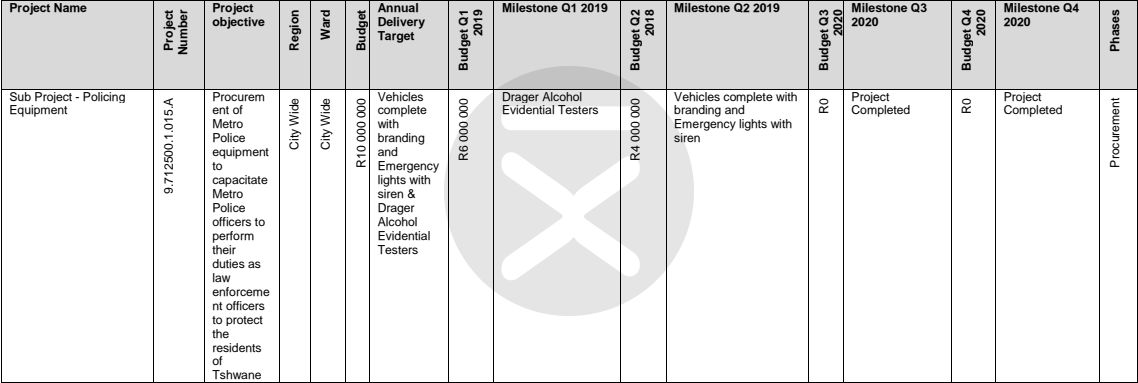 Project Name
Project
Number
Project
objective
Region
Ward
Budget
Annual
Delivery
Target
Budget Q1
2019
Milestone Q1 2019
Budget Q2
2018
Milestone Q2 2019
Budget Q3
2020
Milestone Q3
2020
Budget Q4
2020
Milestone Q4
2020
Phases
Sub Project - Policing
Equipment
9.712500.1.015.A
Procurem
ent of
Metro
Police
equipment
to
capacitate
Metro
Police
officers to
perform
their
duties as
law
enforceme
nt officers
to protect
the
residents
of
Tshwane
City Wide
City Wide
R10 000 000
Vehicles
complete
with
branding
and
Emergency
lights with
siren &
Drager
Alcohol
Evidential
Testers
R6 000 000
Drager Alcohol
Evidential Testers
R4 000 000
Vehicles complete with
branding and
Emergency lights with
siren
R0
Project
Completed
R0
Project
Completed
Procurement